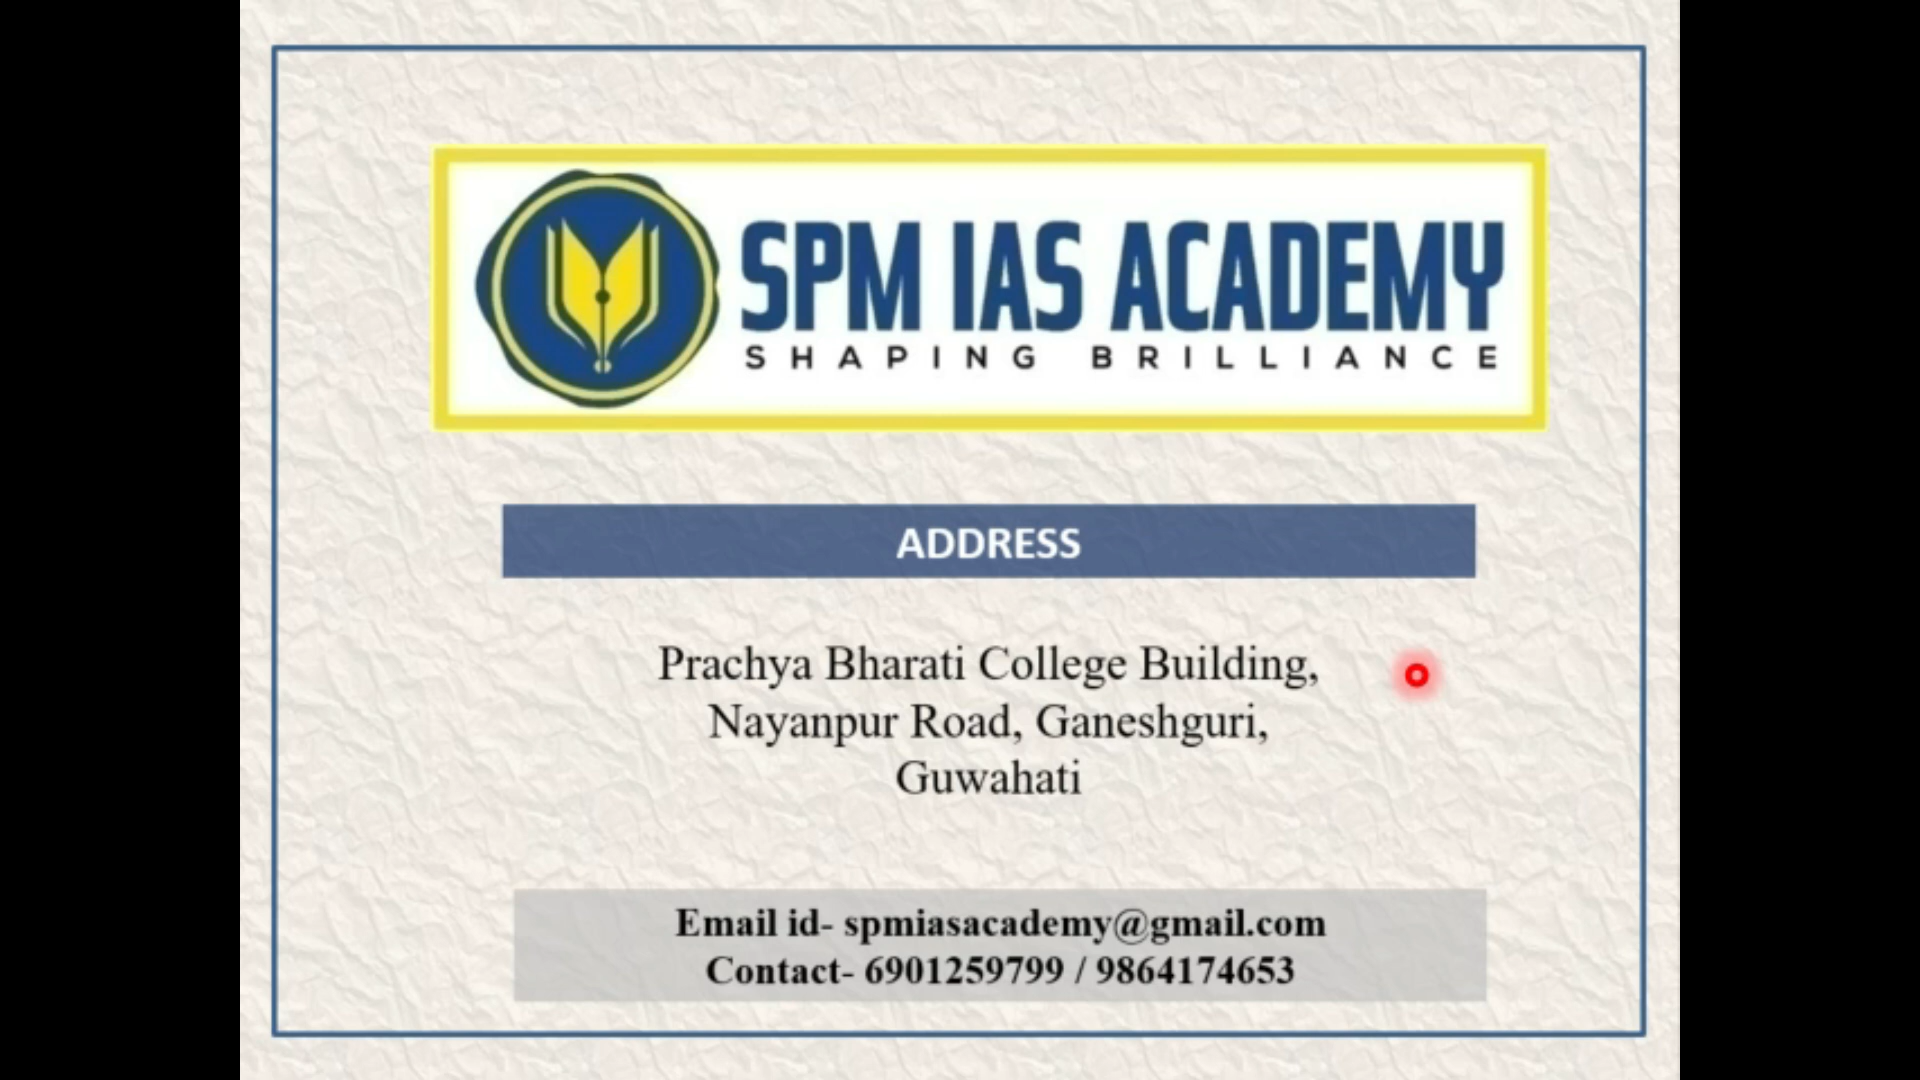 SPM IAS ACADEMY
SHAPING BRILLIANCE
ADDRESS
Prachya Bharati College Building,
Nayanpur Road, Ganeshguri,
Guwahati
Email id- spmiasacademy@gmail.com
Contact- 6901259799 / 9864174653